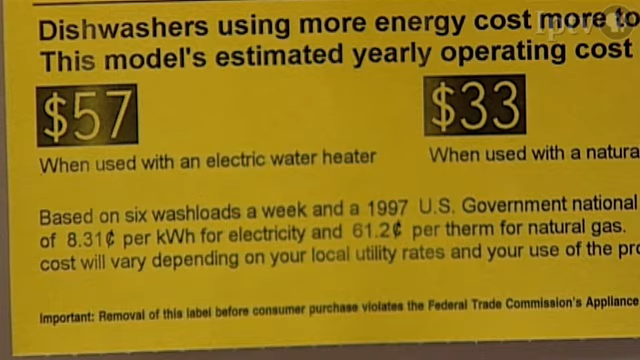 Dishwashers using more energy cost more to
This model's estimated yearly operating cost
$57 $33
When used with an electric water heater When used with a natura
Based on six washloads a week and a 1997 U.S. Government national
of 8.31¢ per kWh for electricity and 61.2¢ per therm for natural gas.
cost will vary depending on your local utility rates and your use of the pro
Important: Removal of this label before consumer purchase violates the Federal Trade Commission's Appliance
Iptv